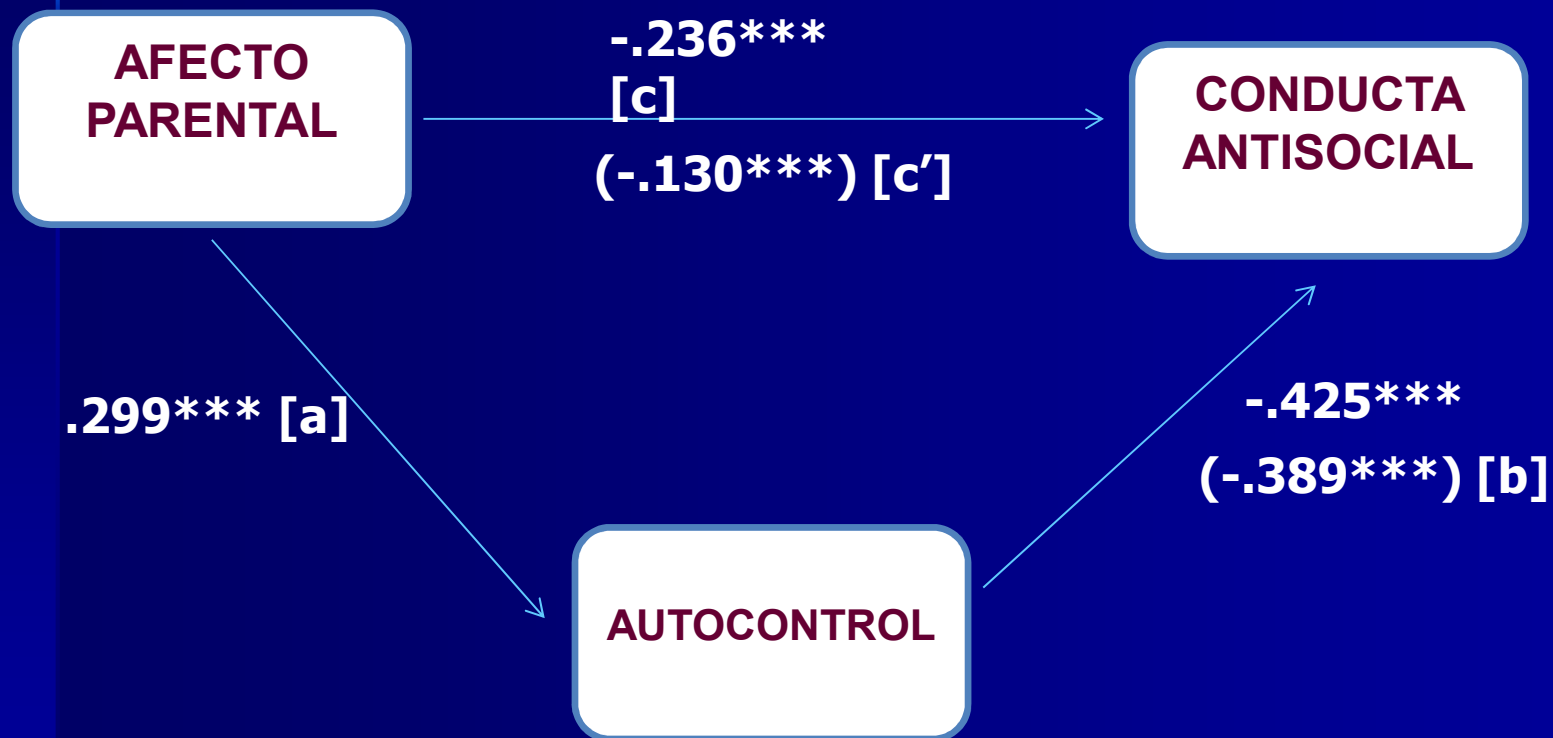 AFECTO
PARENTAL
-.236***
[c]
(-.130***) [c′]
CONDUCTA
ANTISOCIAL
.299*** [a]
-.425***
(-.389***) [b]
AUTOCONTROL